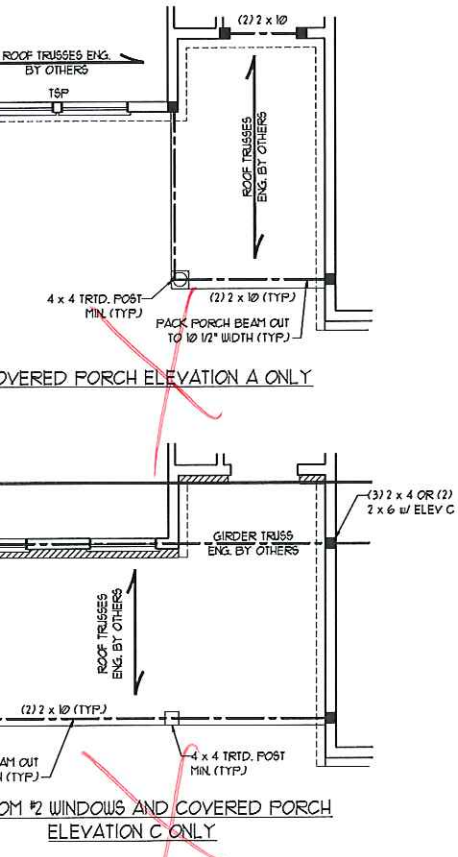 (2) 2 x 10
ROOF TRUSSES ENG.
BY OTHERS
TSP
ROOF TRUSSES
ENG. BY OTHERS
4 x 4 TRTD. POST
MIN. (TYP.)
(2) 2 x 10 (TYP.)
PACK PORCH BEAM OUT
TO 10 1/2" WIDTH (TYP.)
OVERED PORCH ELEVATION A ONLY
(3) 2 x 4 OR (2)
2 x 6 w/ ELEV C
GIRDER TRUSS
ENG. BY OTHERS
ROOF TRUSSES
ENG. BY OTHERS
(2) 2 x 10 (TYP.)
AM OUT
H (TYP.)
4 x 4 TRTD. POST
MIN. (TYP.)
OM #2 WINDOWS AND COVERED PORCH
ELEVATION C ONLY